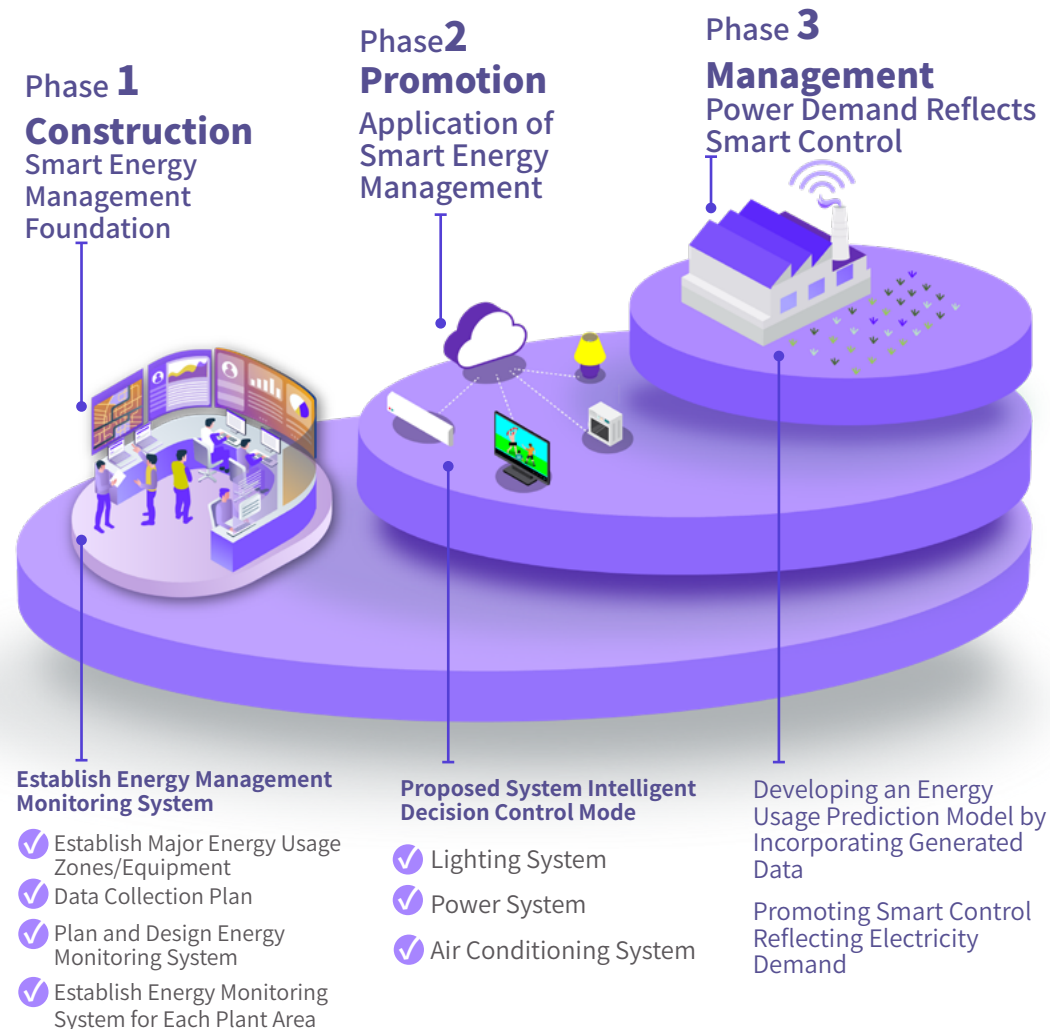 Phase 1
Construction
Smart Energy
Management
Foundation
Phase2
Promotion
Application of
Smart Energy
Management
Phase 3
Management
Power Demand Reflects
Smart Control
Establish Energy Management
Monitoring System
Establish Major Energy Usage
Zones/Equipment
Data Collection Plan
Plan and Design Energy
Monitoring System
Establish Energy Monitoring
System for Each Plant Area
Proposed System Intelligent
Decision Control Mode
Lighting System
Power System
Air Conditioning System
Developing an Energy
Usage Prediction Model by
Incorporating Generated
Data
Promoting Smart Control
Reflecting Electricity
Demand